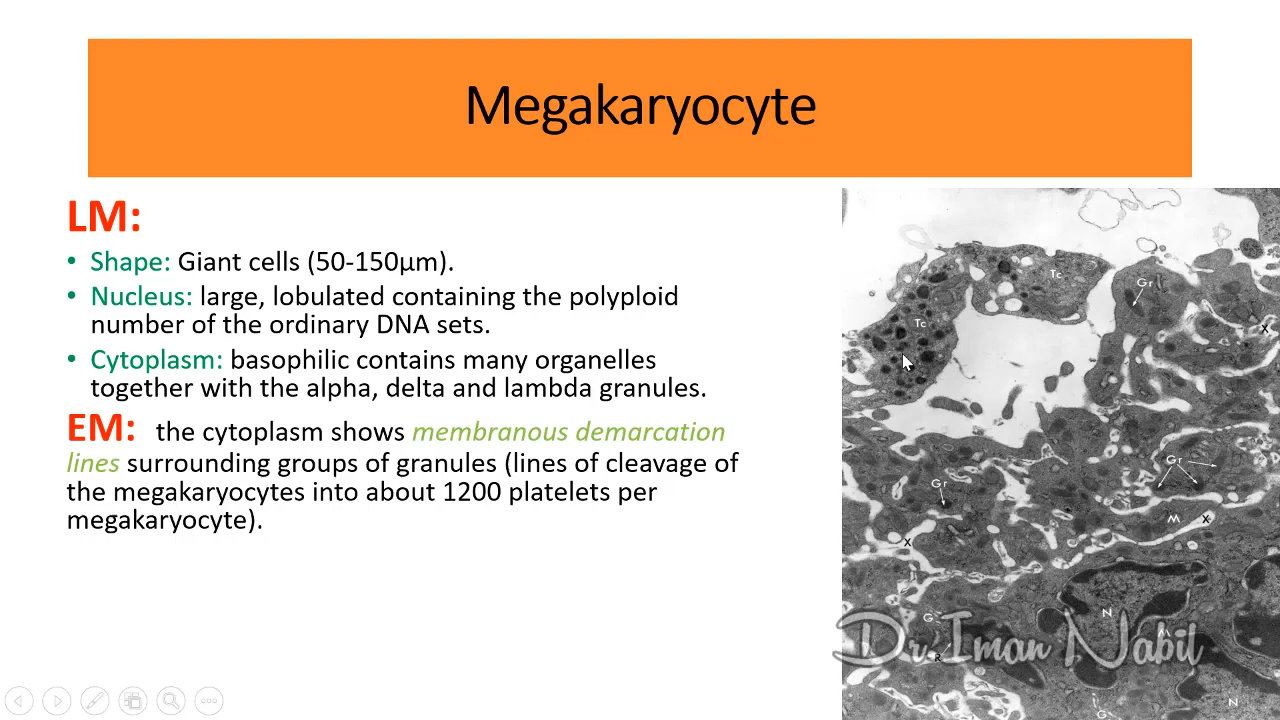 Megakaryocyte
LM:
• Shape: Giant cells (50-150µm).
• Nucleus: large, lobulated containing the polyploid
number of the ordinary DNA sets.
• Cytoplasm: basophilic contains many organelles
together with the alpha, delta and lambda granules.
EM: the cytoplasm shows membranous demarcation
lines surrounding groups of granules (lines of cleavage of
the megakaryocytes into about 1200 platelets per
megakaryocyte).
Tc
Gr
Tc
X
Gr
Gr
M
X
X
N
G
M
R
Dr Iman Nabil
N
G